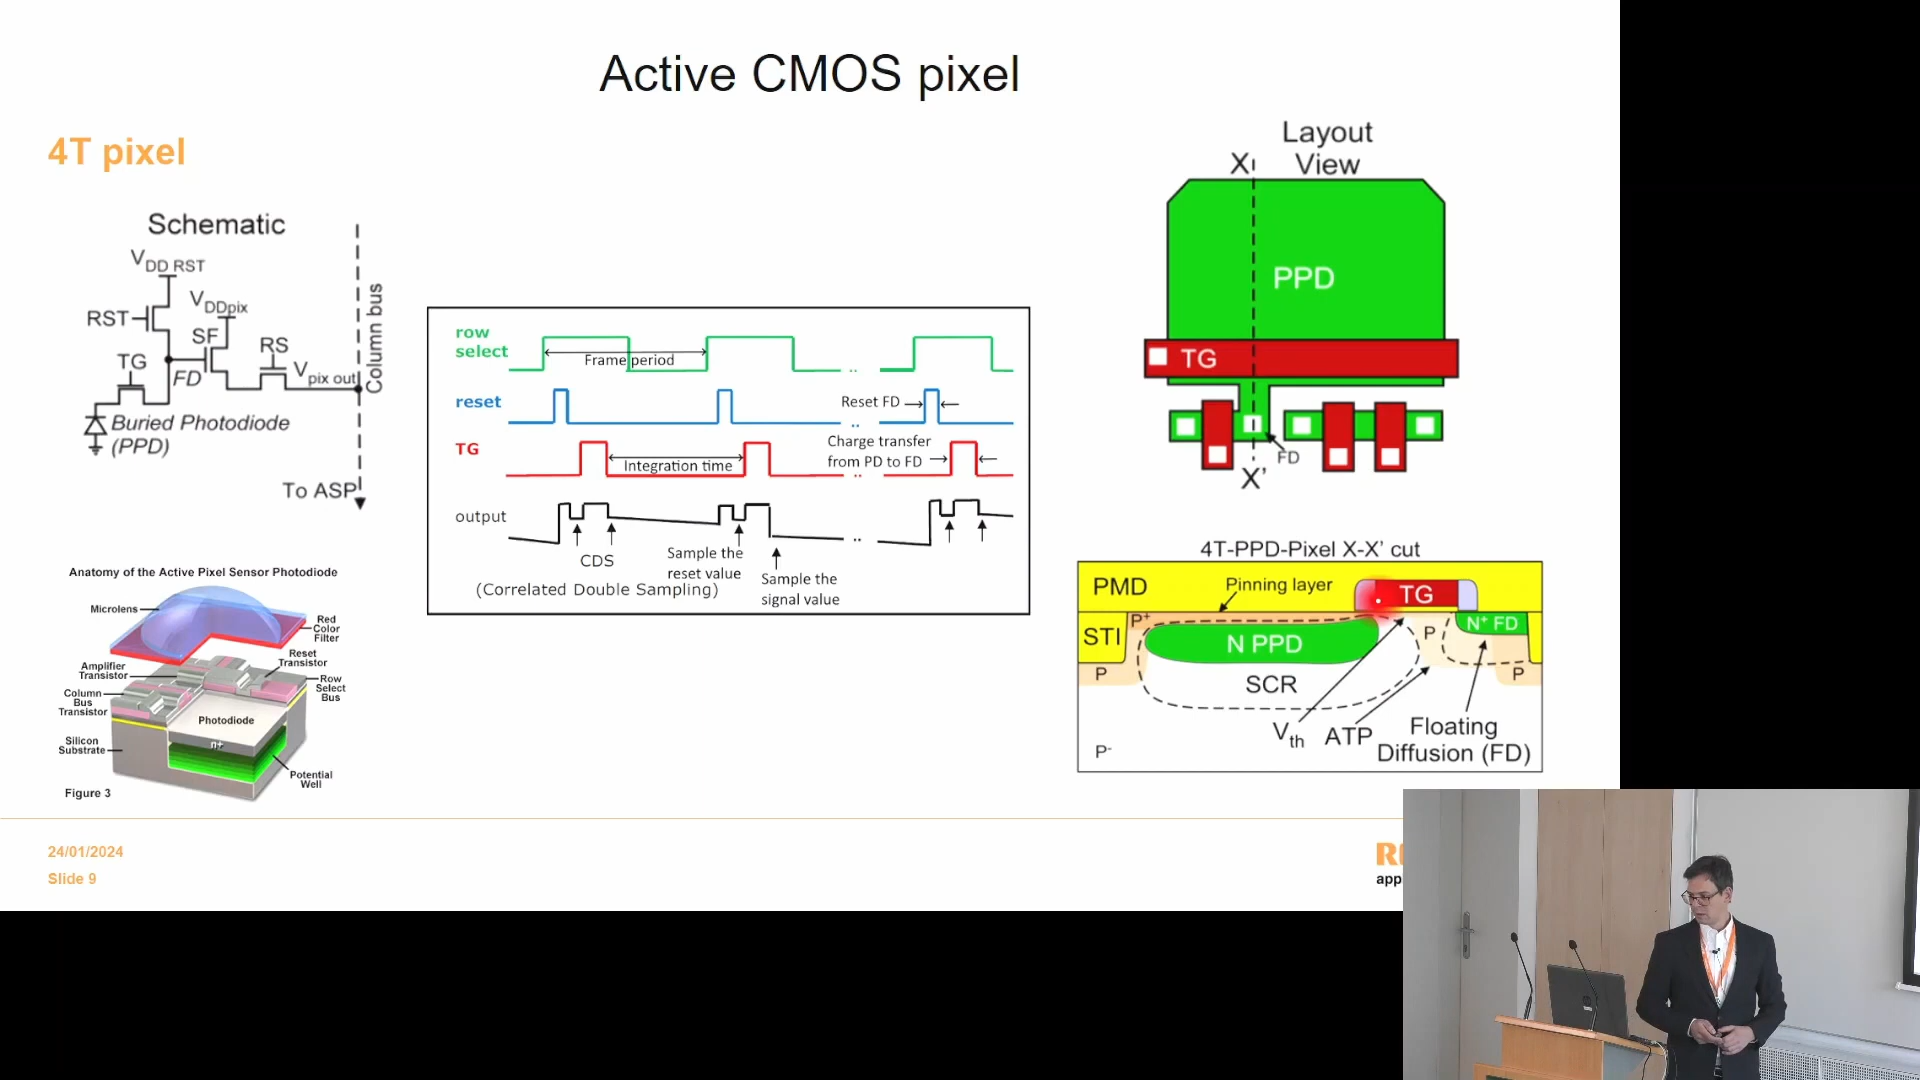 Active CMOS pixel
4T pixel
Schematic
VDD RST
VDDpix
RST
SF
RS
TG
FD
Vpix out
Column bus
Buried Photodiode
(PPD)
To ASP
row
select
Frame period
reset
Reset FD
TG
Integration time
Charge transfer
from PD to FD
output
CDS
(Correlated Double Sampling)
Sample the
reset value
Sample the
signal value
Layout
View
X
PPD
TG
FD
X'
4T-PPD-Pixel X-X' cut
PMD
Pinning layer
TG
STI
P+
N PPD
P
N+ FD
P
SCR
P
Vth
ATP
Floating
Diffusion (FD)
P-
Anatomy of the Active Pixel Sensor Photodiode
Microlens
Red
Color
Filter
Reset
Transistor
Amplifier
Transistor
Row
Select
Bus
Column
Bus
Transistor
Photodiode
Silicon
Substrate
n+
Potential
Well
Figure 3
24/01/2024
Slide 9
app